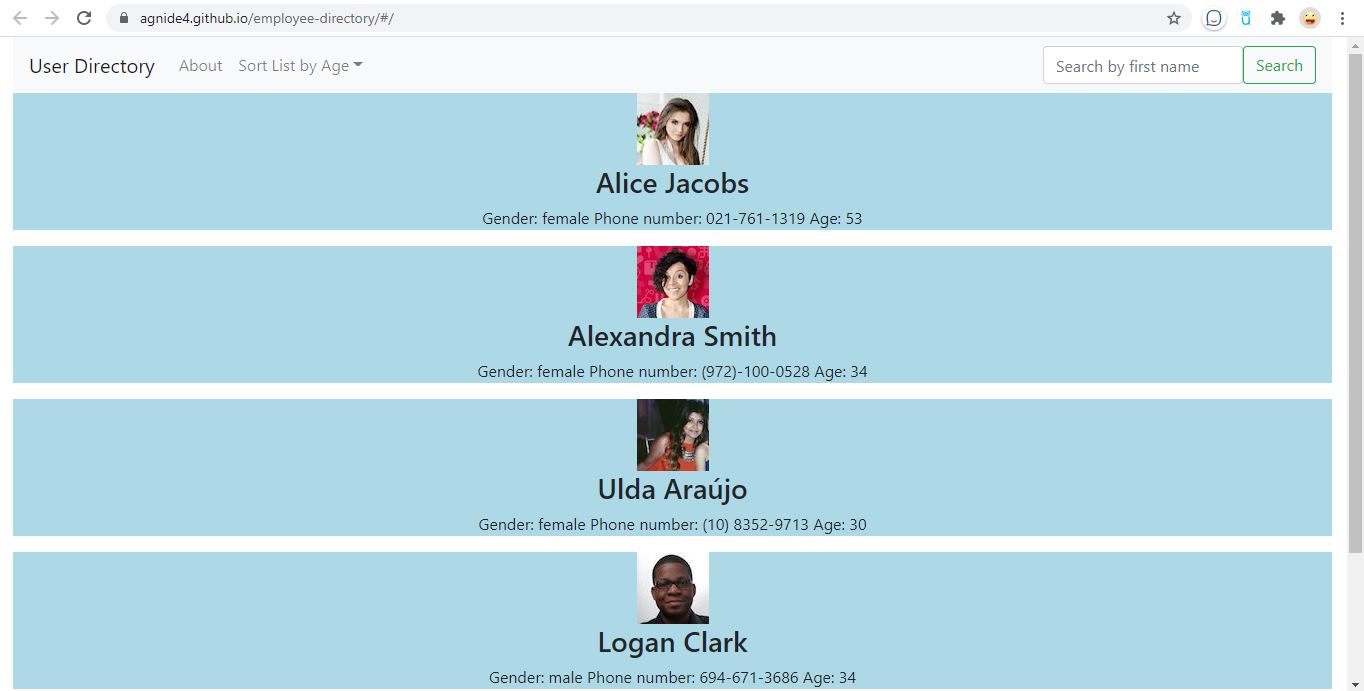 agnide4.github.io/employee-directory/#/
User Directory About Sort List by Age Search by first name Search
Alice Jacobs
Gender: female Phone number: 021-761-1319 Age: 53
Alexandra Smith
Gender: female Phone number: (972)-100-0528 Age: 34
Ulda Araújo
Gender: female Phone number: (10) 8352-9713 Age: 30
Logan Clark
Gender: male Phone number: 694-671-3686 Age: 34